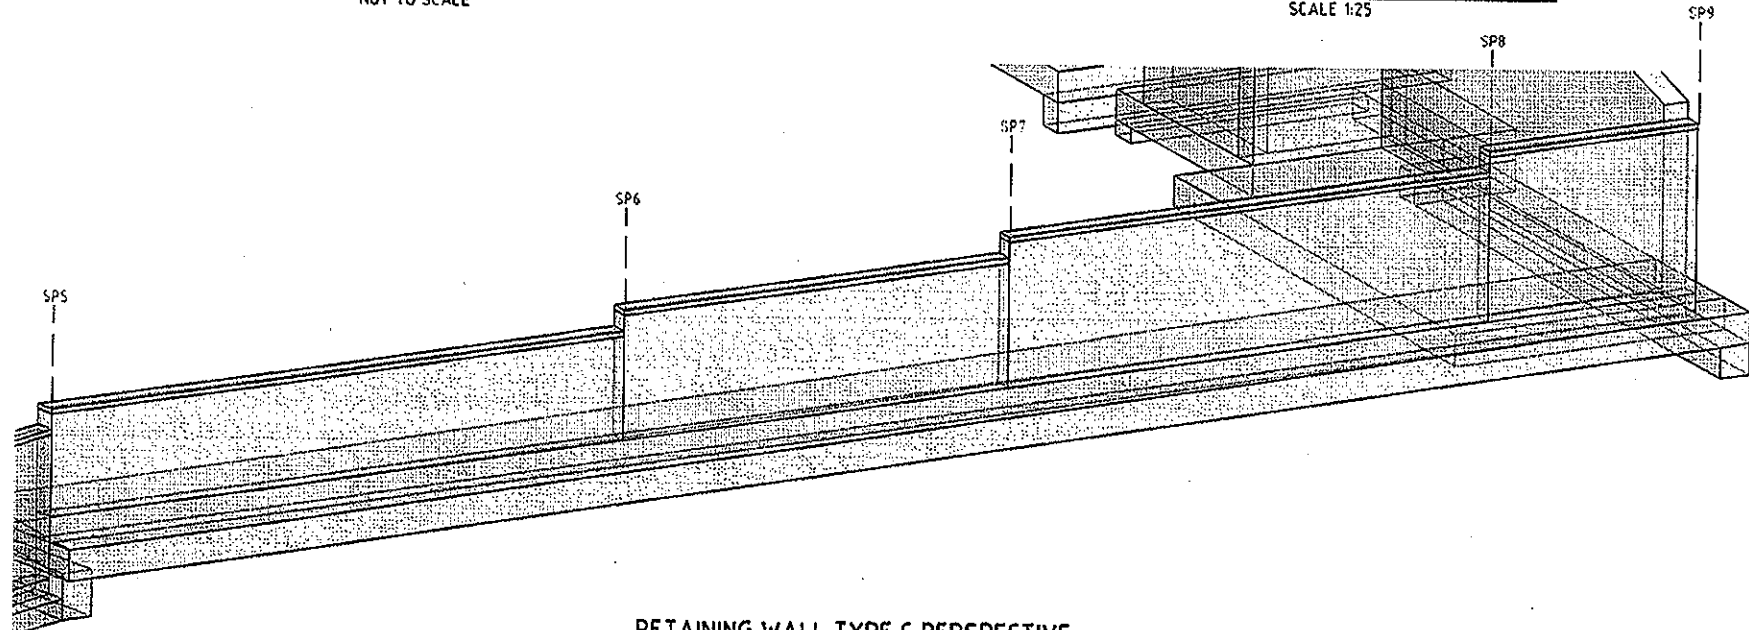 NOT TO SCALE
SCALE 1:25
SP9
SP8
SP7
SP6
SP5
RETAINING WALL TYPE C PERSPECTIVE